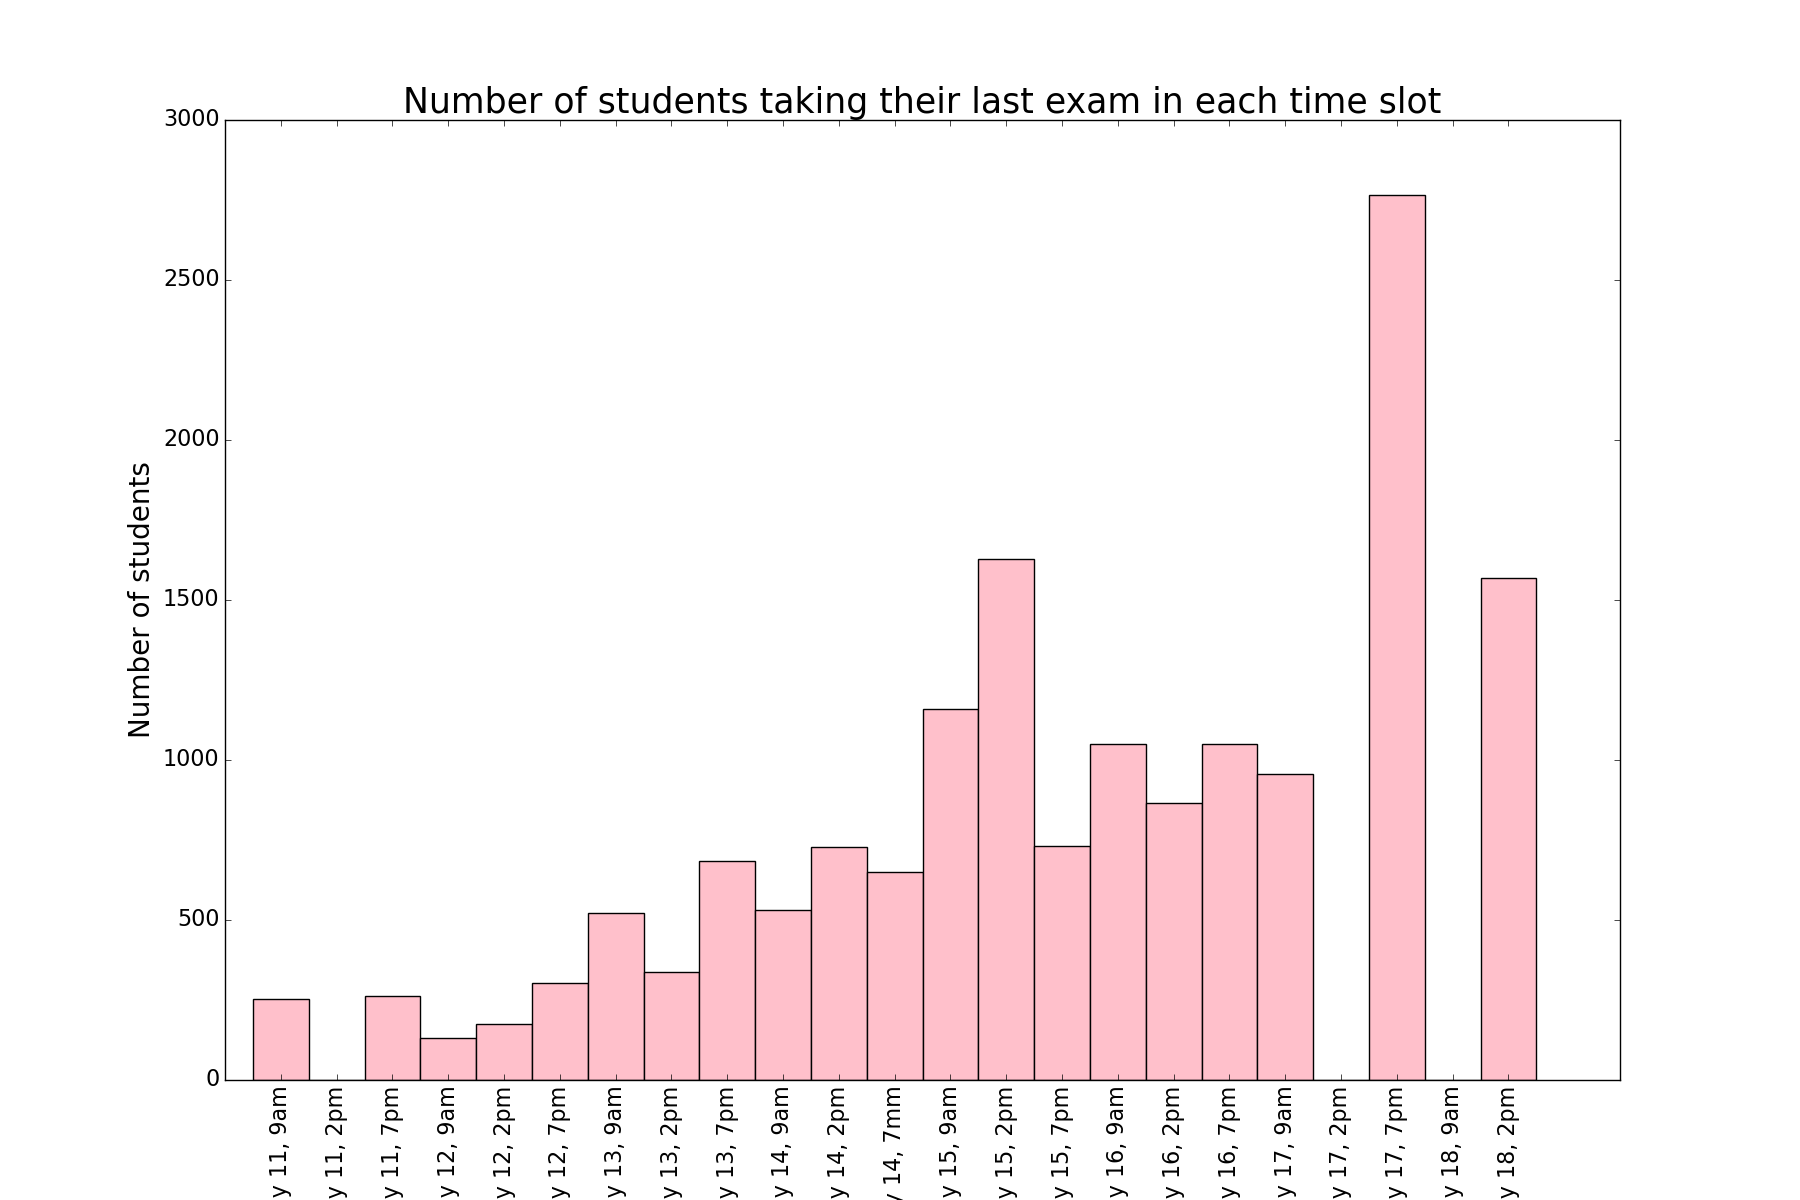 Number of students taking their last exam in each time slot
Number of students
3000
2500
2000
1500
1000
500
0
y 11, 9am
y 11, 2pm
y 11, 7pm
y 12, 9am
y 12, 2pm
y 12, 7pm
y 13, 9am
y 13, 2pm
y 13, 7pm
y 14, 9am
y 14, 2pm
y 14, 7mm
y 15, 9am
y 15, 2pm
y 15, 7pm
y 16, 9am
y 16, 2pm
y 16, 7pm
y 17, 9am
y 17, 2pm
y 17, 7pm
y 18, 9am
y 18, 2pm